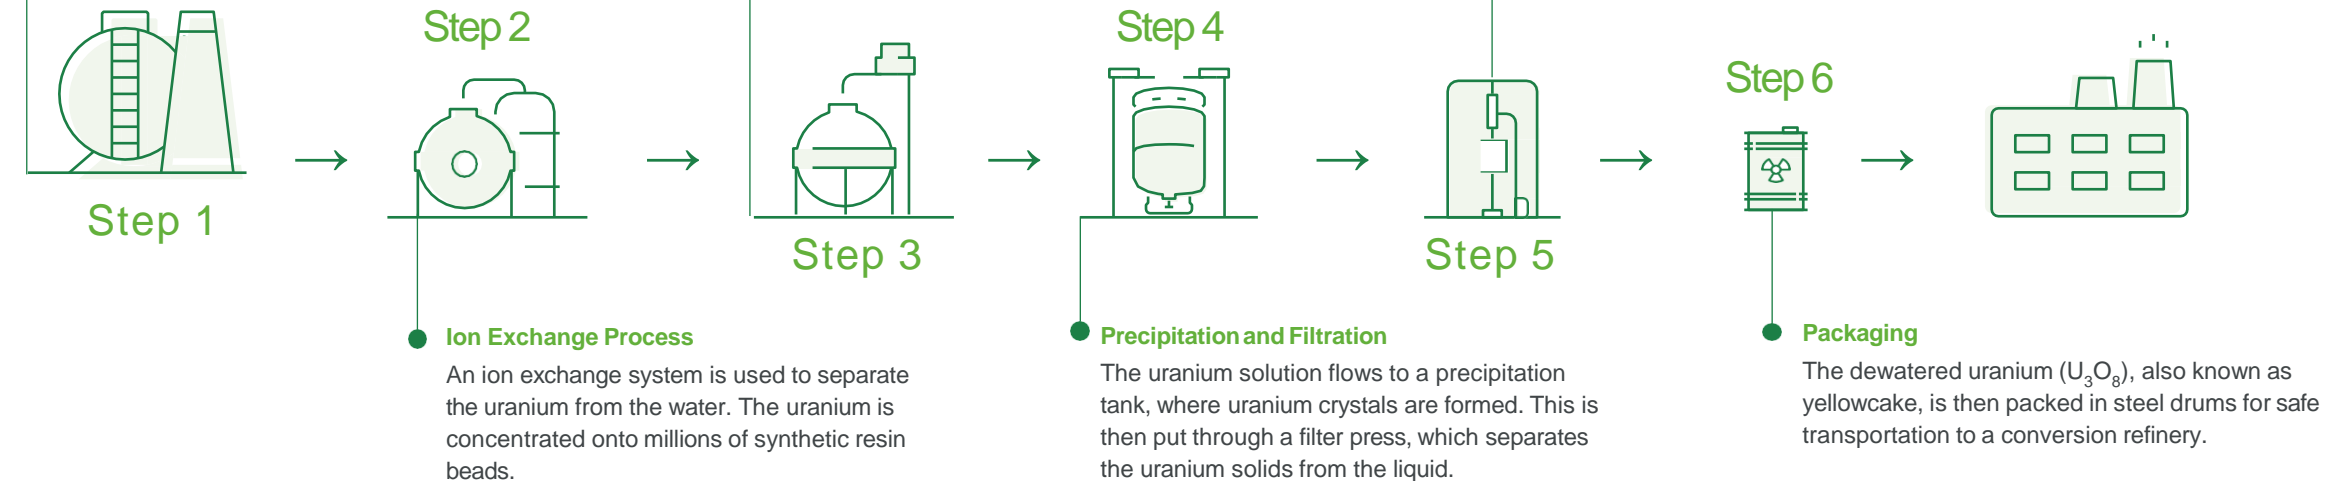 Step 1
Step 2
Step 3
Step 4
Step 5
Step 6
Ion Exchange Process
An ion exchange system is used to separate
the uranium from the water. The uranium is
concentrated onto millions of synthetic resin
beads.
Precipitation and Filtration
The uranium solution flows to a precipitation
tank, where uranium crystals are formed. This is
then put through a filter press, which separates
the uranium solids from the liquid.
Packaging
The dewatered uranium (U₃O₈), also known as
yellowcake, is then packed in steel drums for safe
transportation to a conversion refinery.